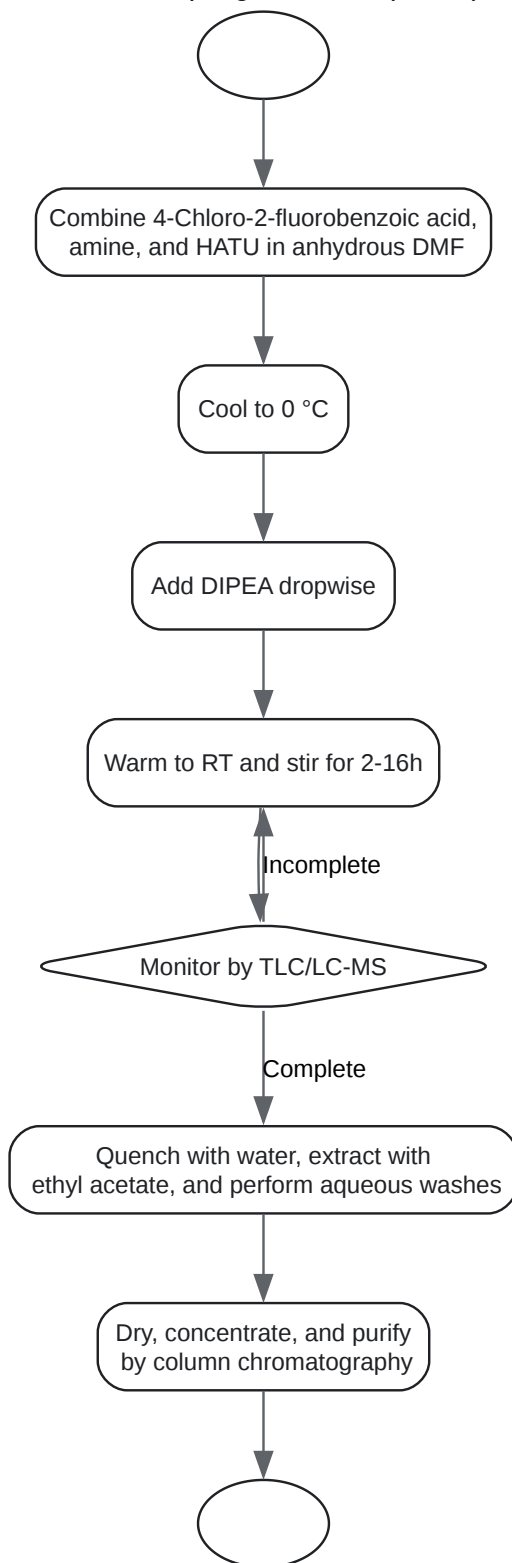 Combine 4-Chloro-2-fluorobenzoic acid,
amine, and HATU in anhydrous DMF
Cool to 0 °C
Add DIPEA dropwise
Warm to RT and stir for 2-16h
Incomplete
Monitor by TLC/LC-MS
Complete
Quench with water, extract with
ethyl acetate, and perform aqueous washes
Dry, concentrate, and purify
by column chromatography